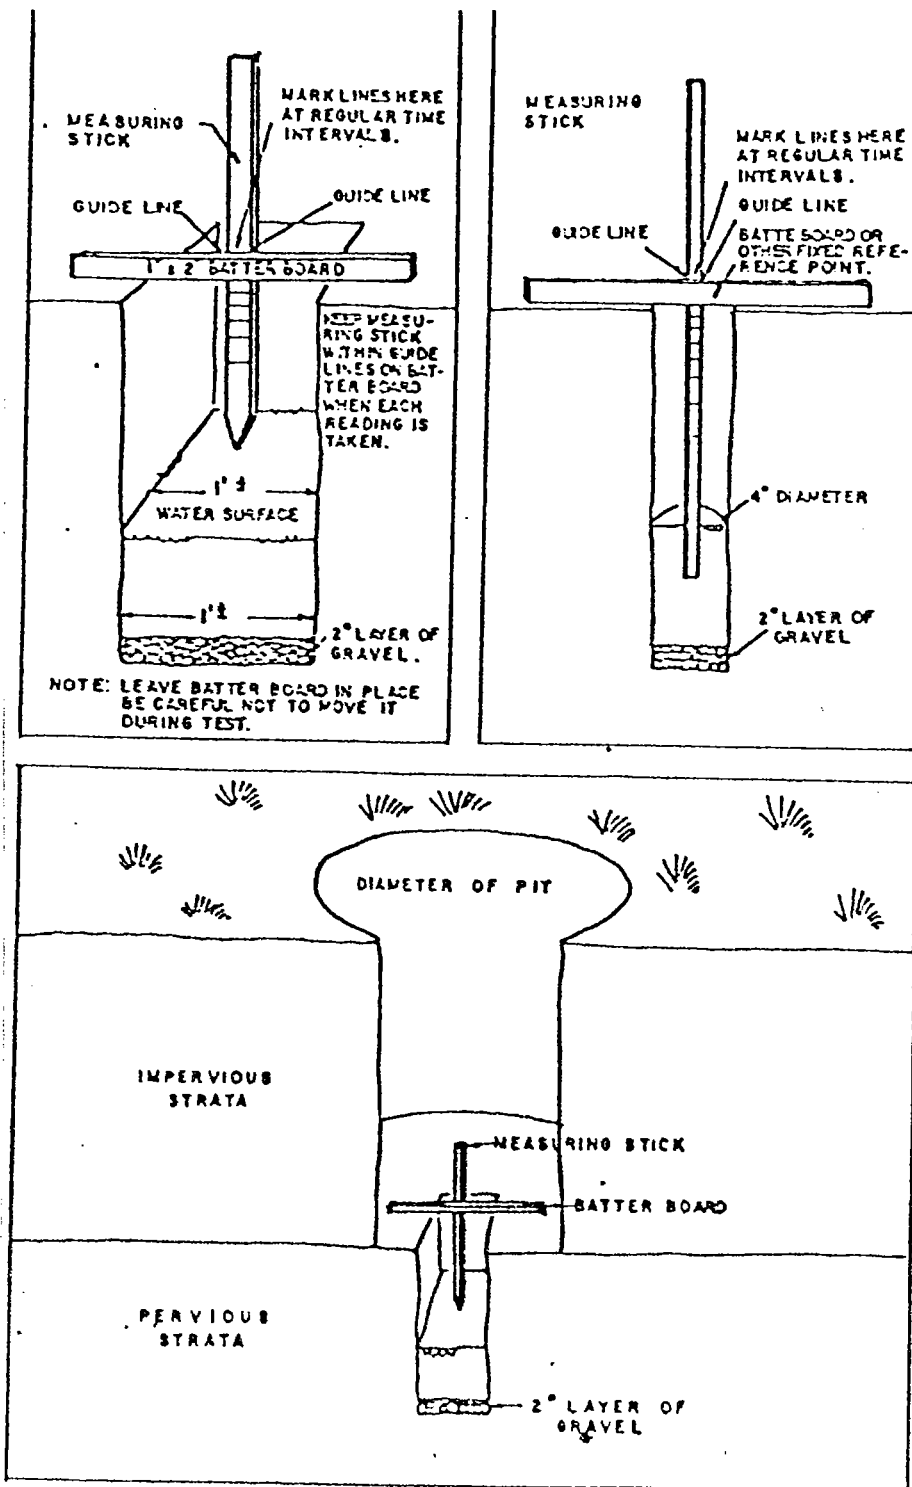 MEASURING
STICK
MARK LINES HERE
AT REGULAR TIME
INTERVALS.
GUIDE LINE
GUIDE LINE
1" x 2" BATTER BOARD
KEEP MEASU-
RING STICK
WITHIN GUIDE
LINES ON BAT-
TER BOARD
WHEN EACH
READING IS
TAKEN.
1' ±
WATER SURFACE
1' ±
2" LAYER OF
GRAVEL.
NOTE: LEAVE BATTER BOARD IN PLACE
BE CAREFUL NOT TO MOVE IT
DURING TEST.
MEASURING
STICK
MARK LINES HERE
AT REGULAR TIME
INTERVALS.
GUIDE LINE
GUIDE LINE
BATTE BOARD OR
OTHER FIXED REFE-
RENCE POINT.
4" DIAMETER
2" LAYER OF
GRAVEL
DIAMETER OF PIT
IMPERVIOUS
STRATA
MEASURING STICK
BATTER BOARD
PERVIOUS
STRATA
2" LAYER OF
GRAVEL